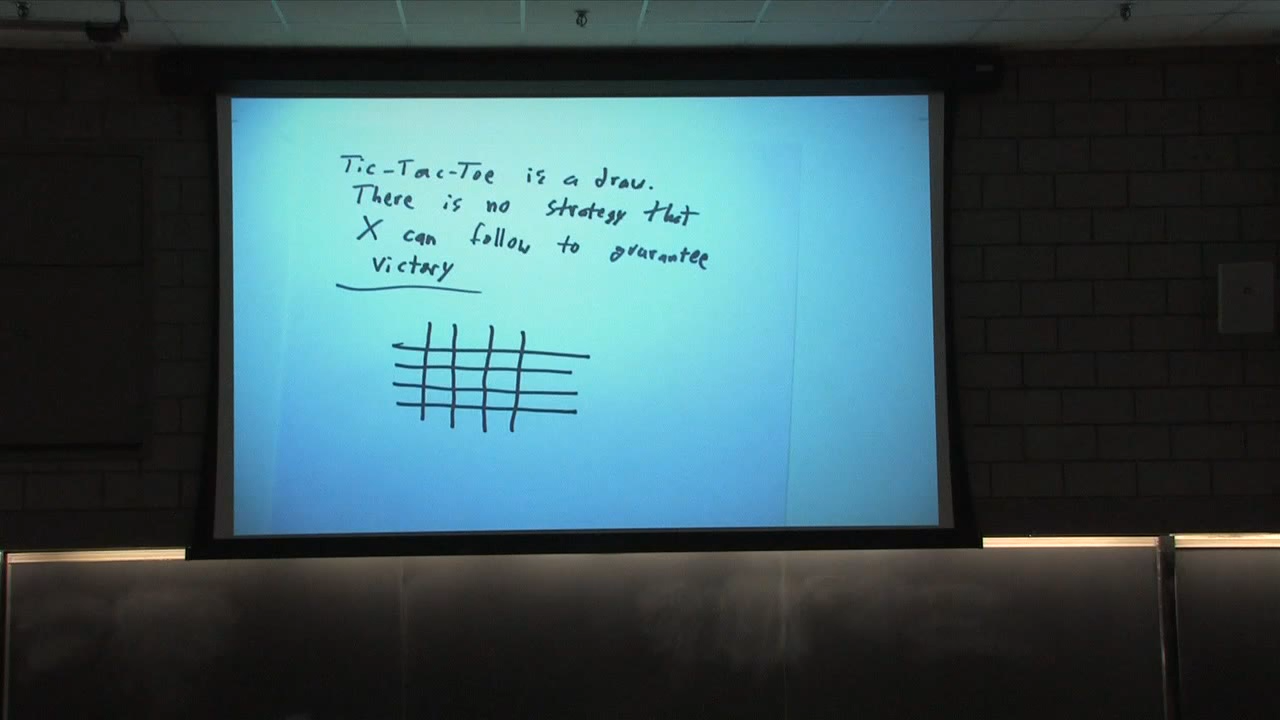 Tic-Tac-Toe is a draw.
There is no strategy that
X can follow to guarantee
victory